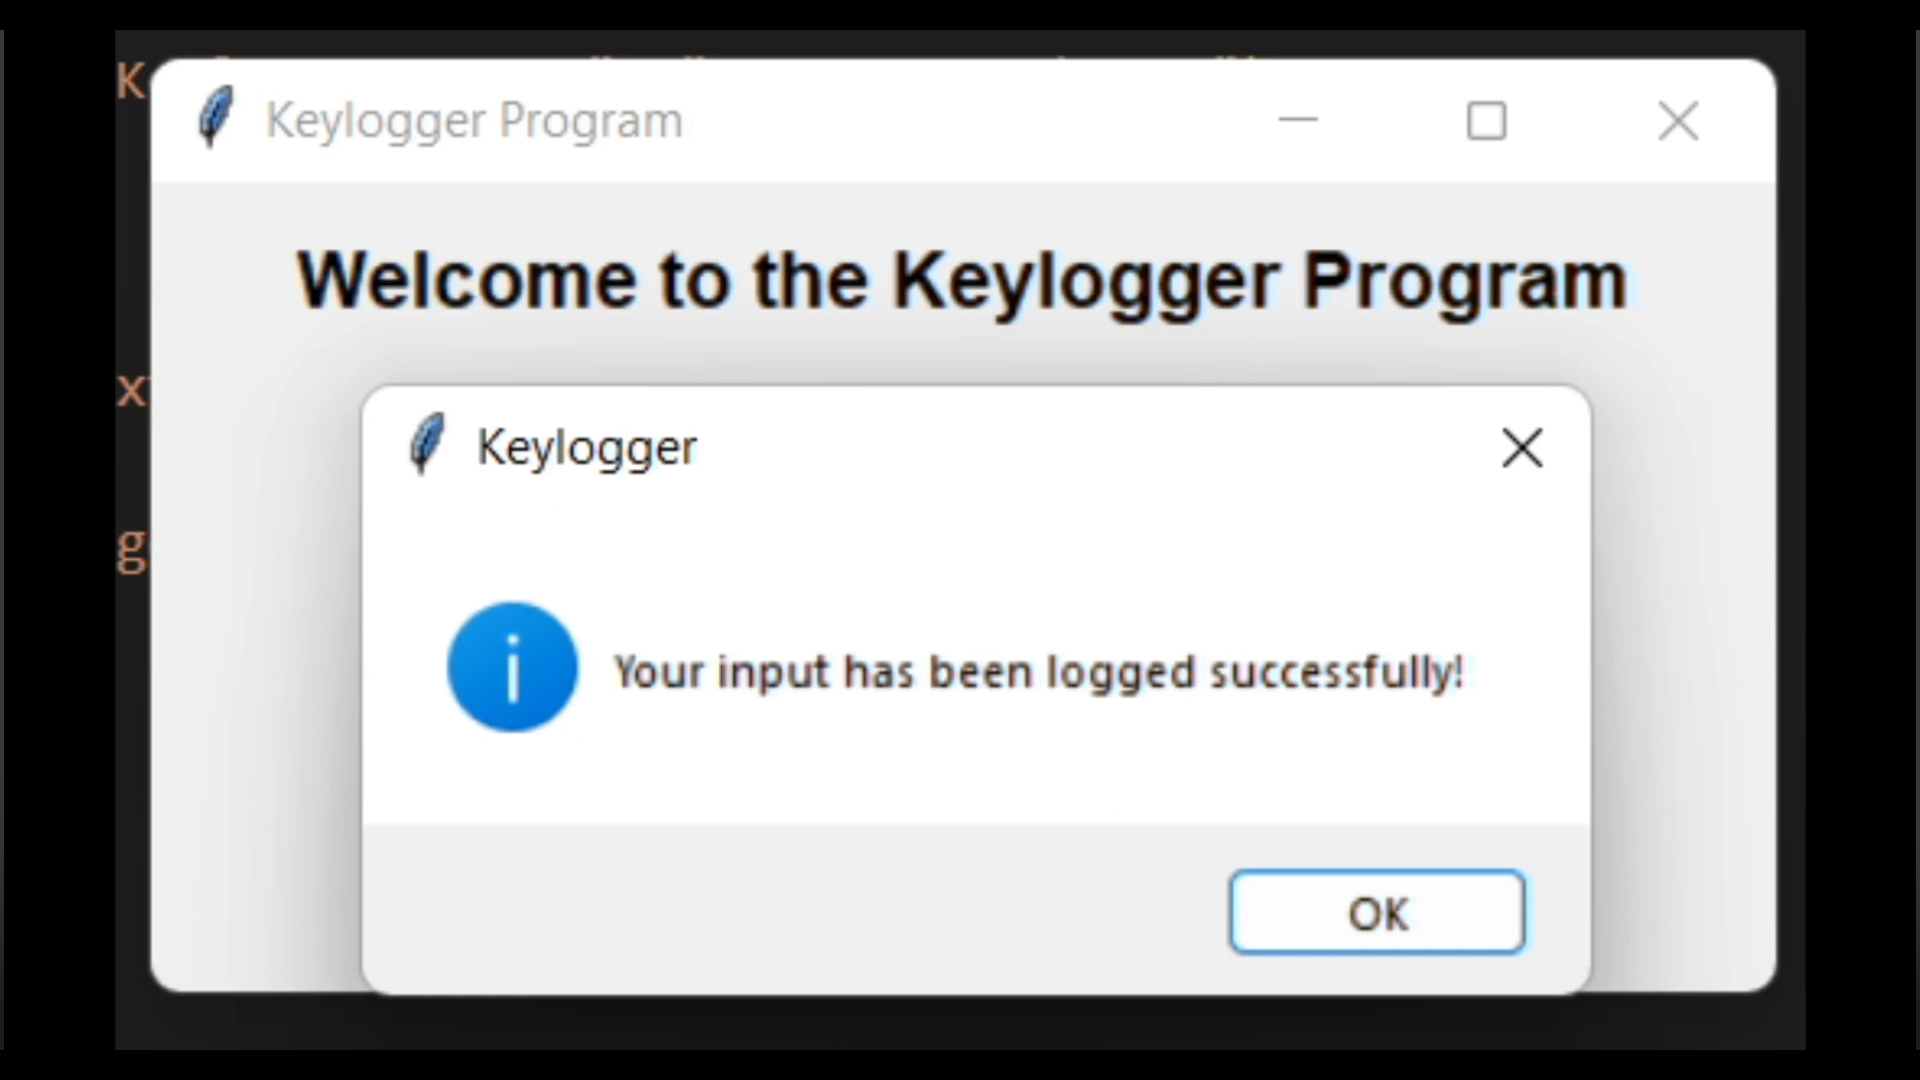 K
Keylogger Program
Welcome to the Keylogger Program
x
Keylogger
g
Your input has been logged successfully!
OK